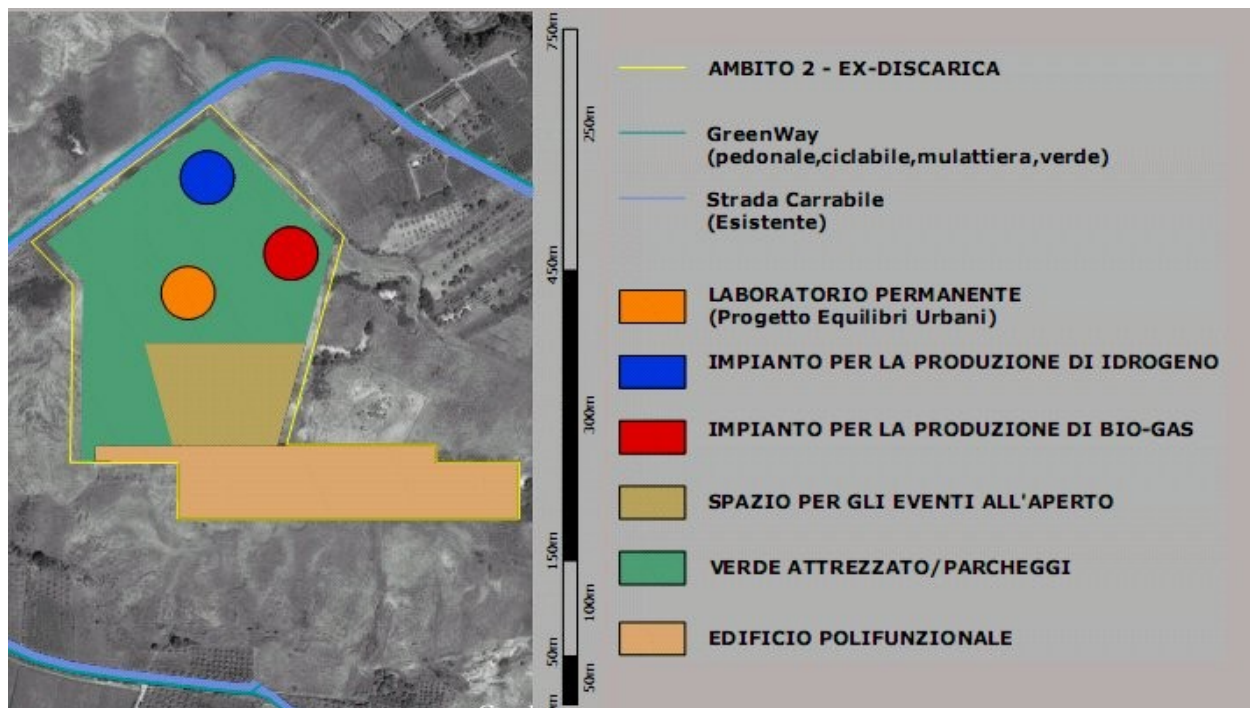 750m
250m
450m
300m
150m
100m
50m
50m
AMBITO 2 - EX-DISCARICA
GreenWay
(pedonale,ciclabile,mulattiera,verde)
Strada Carrabile
(Esistente)
LABORATORIO PERMANENTE
(Progetto Equilibri Urbani)
IMPIANTO PER LA PRODUZIONE DI IDROGENO
IMPIANTO PER LA PRODUZIONE DI BIO-GAS
SPAZIO PER GLI EVENTI ALL'APERTO
VERDE ATTREZZATO/PARCHEGGI
EDIFICIO POLIFUNZIONALE